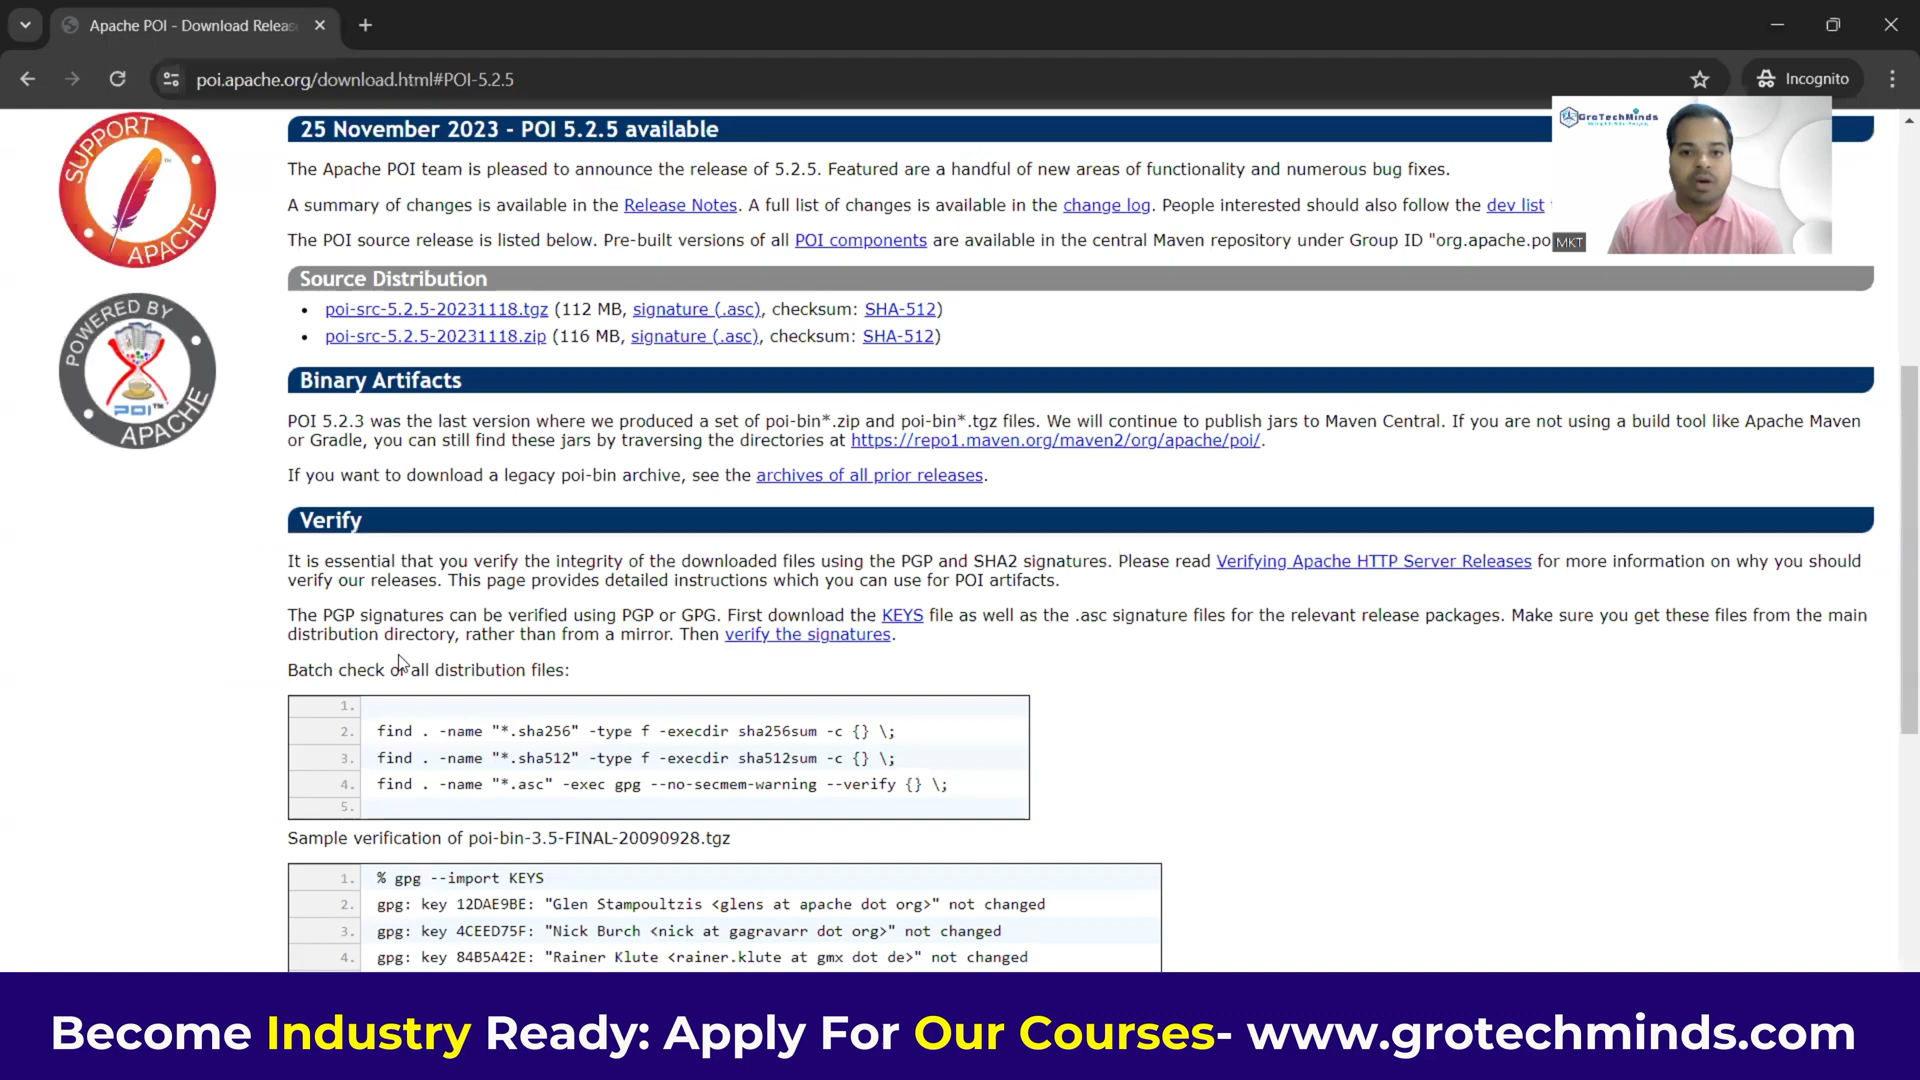 Apache POI - Download Releas
poi.apache.org/download.html#POI-5.2.5
Incognito
SUPPORT
APACHE
POWERED BY
POI™
APACHE
25 November 2023 - POI 5.2.5 available
GroTechMinds
The Apache POI team is pleased to announce the release of 5.2.5. Featured are a handful of new areas of functionality and numerous bug fixes.
A summary of changes is available in the Release Notes. A full list of changes is available in the change log. People interested should also follow the dev list
The POI source release is listed below. Pre-built versions of all POI components are available in the central Maven repository under Group ID "org.apache.po
MKT
Source Distribution
• poi-src-5.2.5-20231118.tgz (112 MB, signature (.asc), checksum: SHA-512)
• poi-src-5.2.5-20231118.zip (116 MB, signature (.asc), checksum: SHA-512)
Binary Artifacts
POI 5.2.3 was the last version where we produced a set of poi-bin*.zip and poi-bin*.tgz files. We will continue to publish jars to Maven Central. If you are not using a build tool like Apache Maven
or Gradle, you can still find these jars by traversing the directories at https://repo1.maven.org/maven2/org/apache/poi/.
If you want to download a legacy poi-bin archive, see the archives of all prior releases.
Verify
It is essential that you verify the integrity of the downloaded files using the PGP and SHA2 signatures. Please read Verifying Apache HTTP Server Releases for more information on why you should
verify our releases. This page provides detailed instructions which you can use for POI artifacts.
The PGP signatures can be verified using PGP or GPG. First download the KEYS file as well as the .asc signature files for the relevant release packages. Make sure you get these files from the main
distribution directory, rather than from a mirror. Then verify the signatures.
Batch check of all distribution files:
1.
2. find . -name "*.sha256" -type f -execdir sha256sum -c {} \;
3. find . -name "*.sha512" -type f -execdir sha512sum -c {} \;
4. find . -name "*.asc" -exec gpg --no-secmem-warning --verify {} \;
5.
Sample verification of poi-bin-3.5-FINAL-20090928.tgz
1. % gpg --import KEYS
2. gpg: key 12DAE9BE: "Glen Stampoultzis <glens at apache dot org>" not changed
3. gpg: key 4CEED75F: "Nick Burch <nick at gagravarr dot org>" not changed
4. gpg: key 84B5A42E: "Rainer Klute <rainer.klute at gmx dot de>" not changed
Become Industry Ready: Apply For Our Courses- www.grotechminds.com